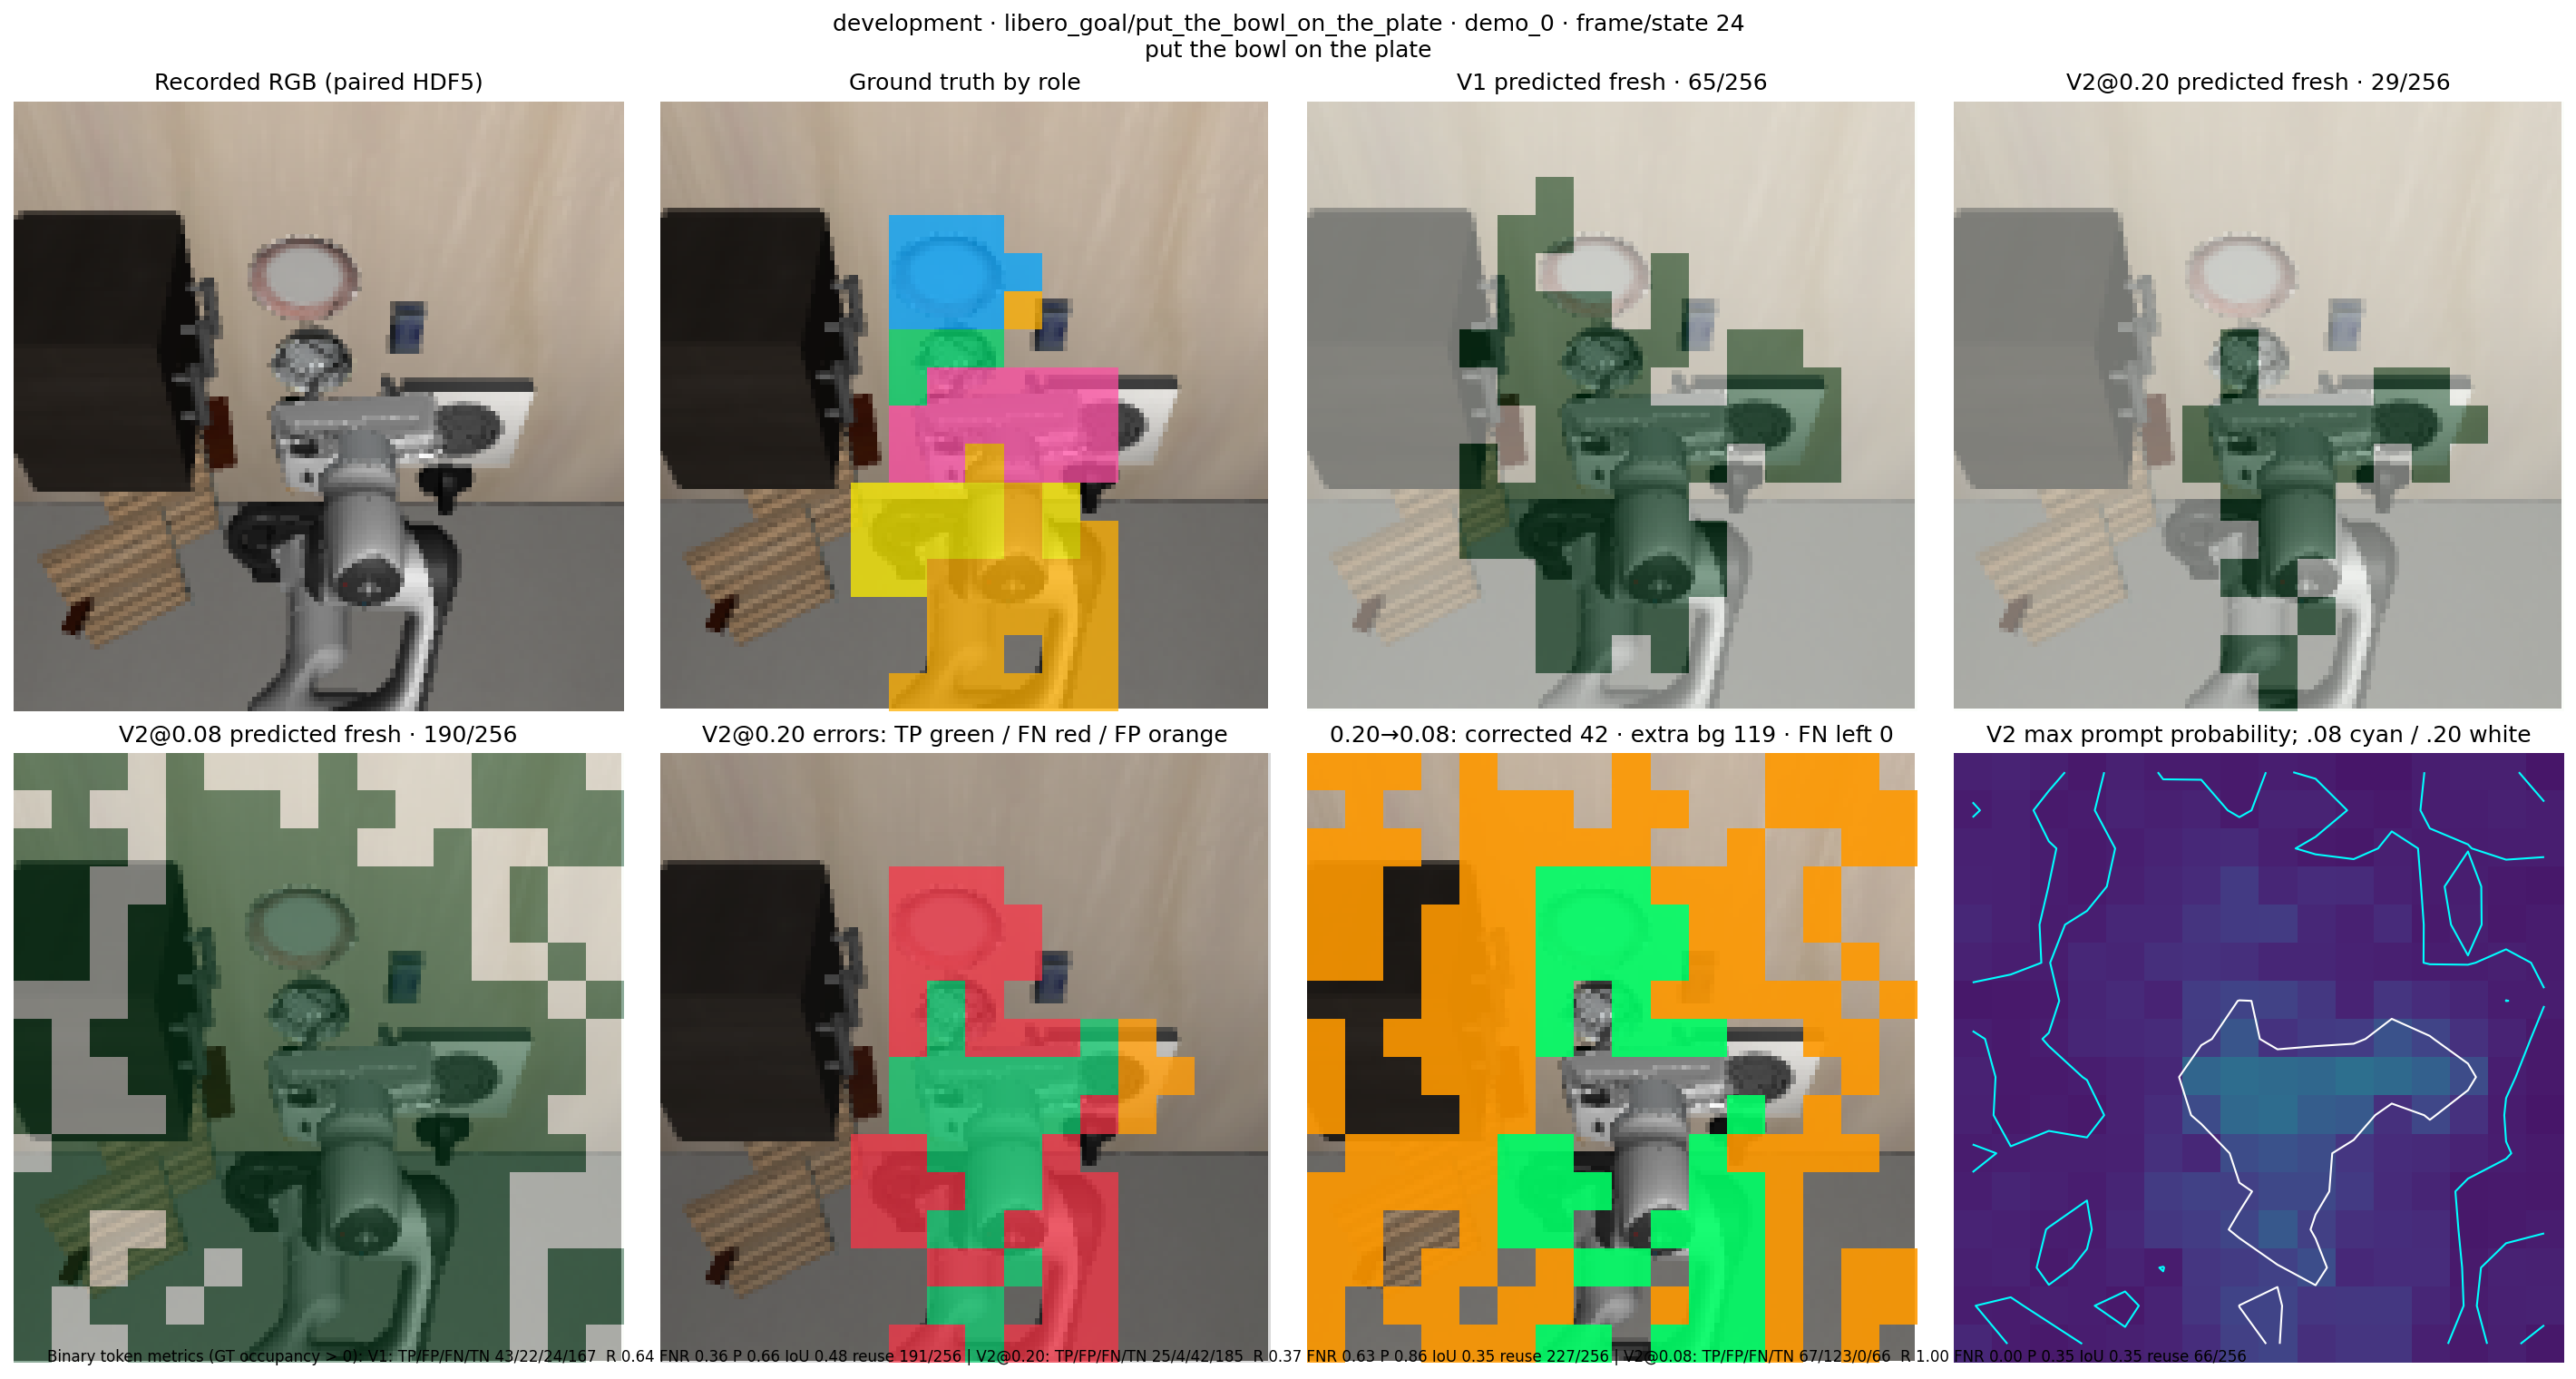 development · libero_goal/put_the_bowl_on_the_plate · demo_0 · frame/state 24
put the bowl on the plate
Recorded RGB (paired HDF5)
Ground truth by role
V1 predicted fresh · 65/256
V2@0.20 predicted fresh · 29/256
V2@0.08 predicted fresh · 190/256
V2@0.20 errors: TP green / FN red / FP orange
0.20→0.08: corrected 42 · extra bg 119 · FN left 0
V2 max prompt probability; .08 cyan / .20 white
Binary token metrics (GT occupancy > 0): V1: TP/FP/FN/TN 43/22/24/167 R 0.64 FNR 0.36 P 0.66 IoU 0.48 reuse 191/256 | V2@0.20: TP/FP/FN/TN 25/4/42/185 R 0.37 FNR 0.63 P 0.86 IoU 0.35 reuse 227/256 | V2@0.08: TP/FP/FN/TN 67/123/0/66 R 1.00 FNR 0.00 P 0.35 IoU 0.35 reuse 66/256